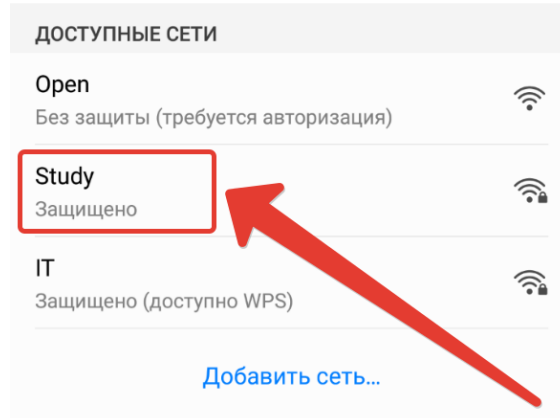 ДОСТУПНЫЕ СЕТИ
Open
Без защиты (требуется авторизация)
Study
Защищено
IT
Защищено (доступно WPS)
Добавить сеть...